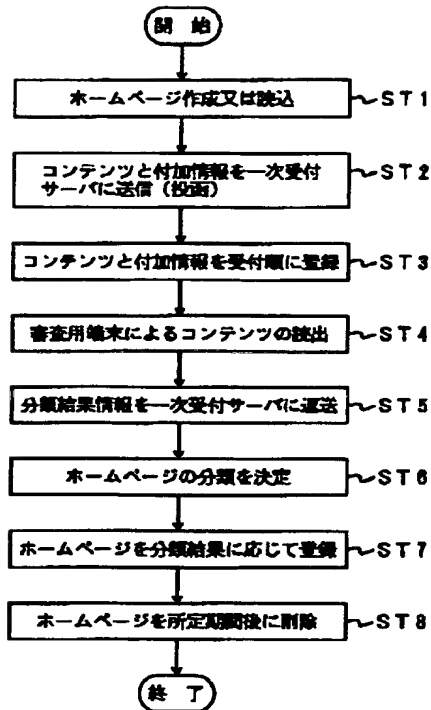 開 始
ホームページ作成又は読込 ST1
コンテンツと付加情報を一次受付 ST2
サーバに送信（投函）
コンテンツと付加情報を受付順に登録 ST3
審査用端末によるコンテンツの読出 ST4
分類結果情報を一次受付サーバに返送 ST5
ホームページの分類を決定 ST6
ホームページを分類結果に応じて登録 ST7
ホームページを所定期間後に削除 ST8
終 了